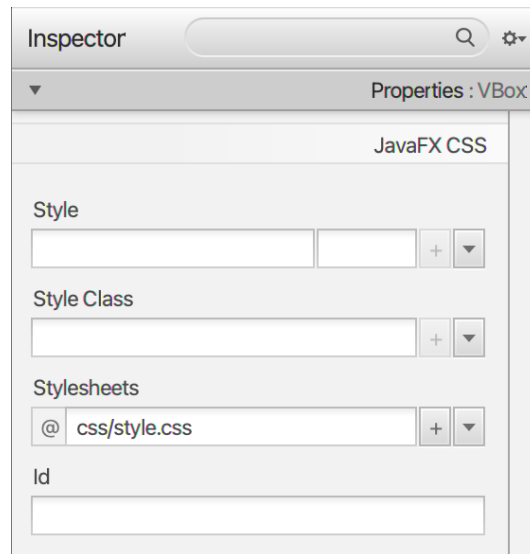 Inspector
Properties : VBox
JavaFX CSS
Style
+
Style Class
+
Stylesheets
@ css/style.css +
Id